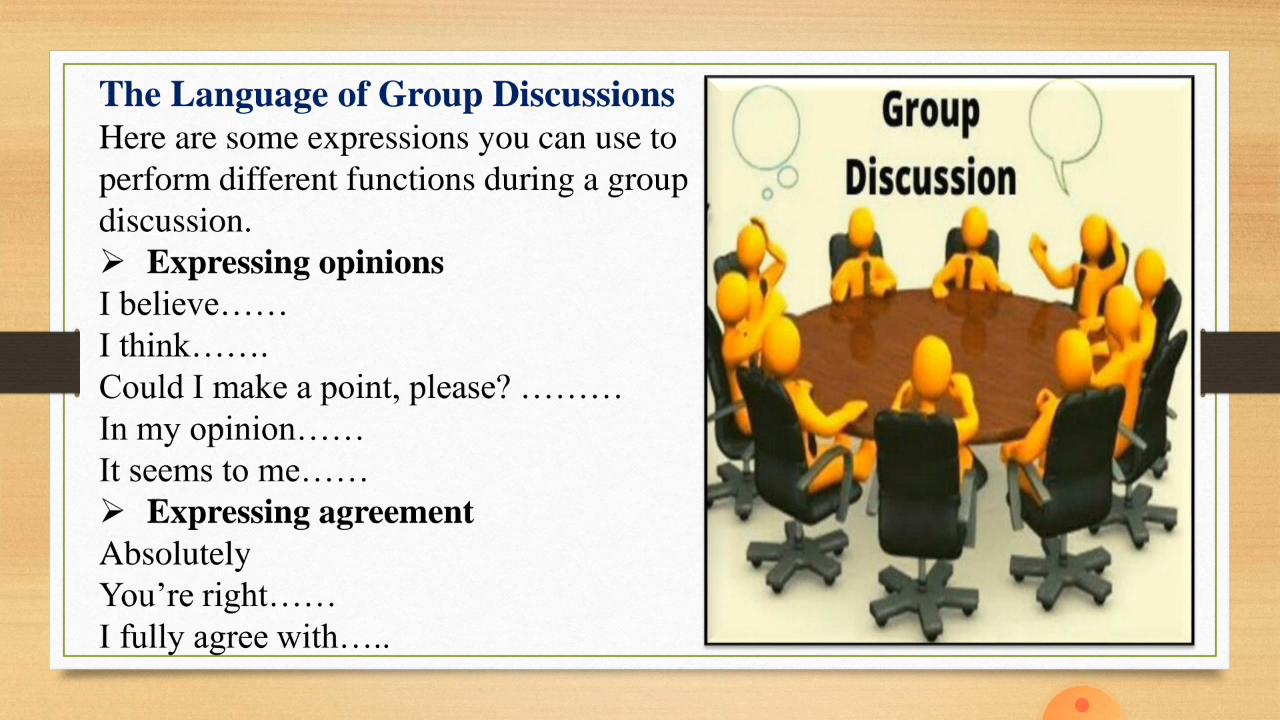 The Language of Group Discussions
Here are some expressions you can use to
perform different functions during a group
discussion.
➢ Expressing opinions
I believe……
I think…….
Could I make a point, please? ………
In my opinion……
It seems to me……
➢ Expressing agreement
Absolutely
You’re right……
I fully agree with…..
Group
Discussion